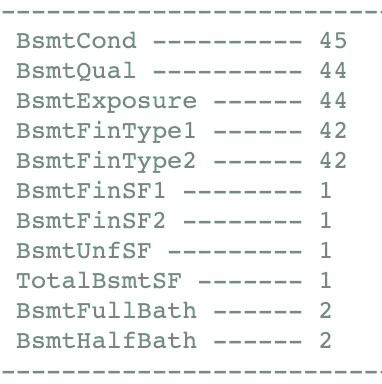 -------------------------
BsmtCond ---------- 45
BsmtQual ---------- 44
BsmtExposure ------ 44
BsmtFinType1 ------ 42
BsmtFinType2 ------ 42
BsmtFinSF1 -------- 1
BsmtFinSF2 -------- 1
BsmtUnfSF --------- 1
TotalBsmtSF ------- 1
BsmtFullBath ------ 2
BsmtHalfBath ------ 2
-------------------------